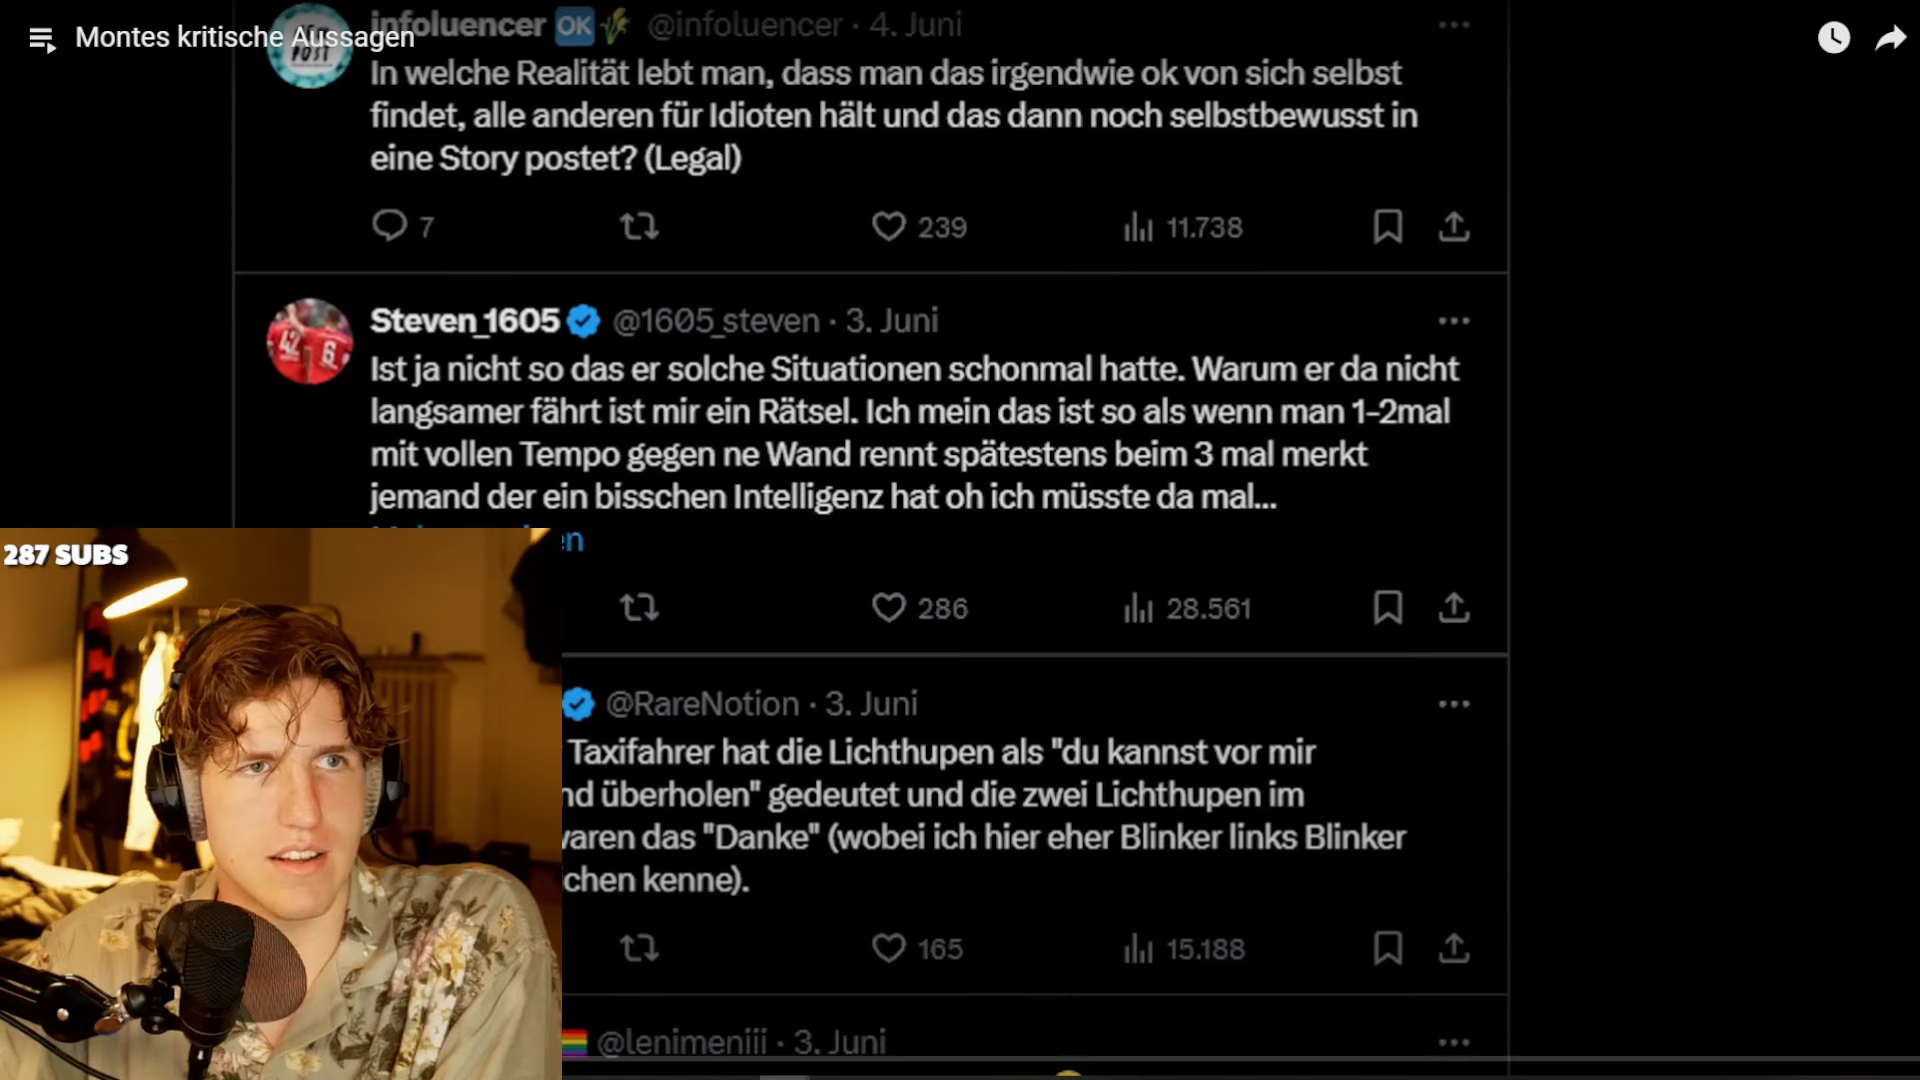 Montes kritische Aussagen
infoluencer OK @infoluencer · 4. Juni
POST
In welche Realität lebt man, dass man das irgendwie ok von sich selbst
findet, alle anderen für Idioten hält und das dann noch selbstbewusst in
eine Story postet? (Legal)
7 239 11.738
Steven_1605 @1605_steven · 3. Juni
42 6
Ist ja nicht so das er solche Situationen schonmal hatte. Warum er da nicht
langsamer fährt ist mir ein Rätsel. Ich mein das ist so als wenn man 1-2mal
mit vollen Tempo gegen ne Wand rennt spätestens beim 3 mal merkt
jemand der ein bisschen Intelligenz hat oh ich müsste da mal...
en
287 SUBS
286 28.561
@RareNotion · 3. Juni
Taxifahrer hat die Lichthupen als "du kannst vor mir
nd überholen" gedeutet und die zwei Lichthupen im
waren das "Danke" (wobei ich hier eher Blinker links Blinker
chen kenne).
165 15.188
@lenimeniii · 3. Juni